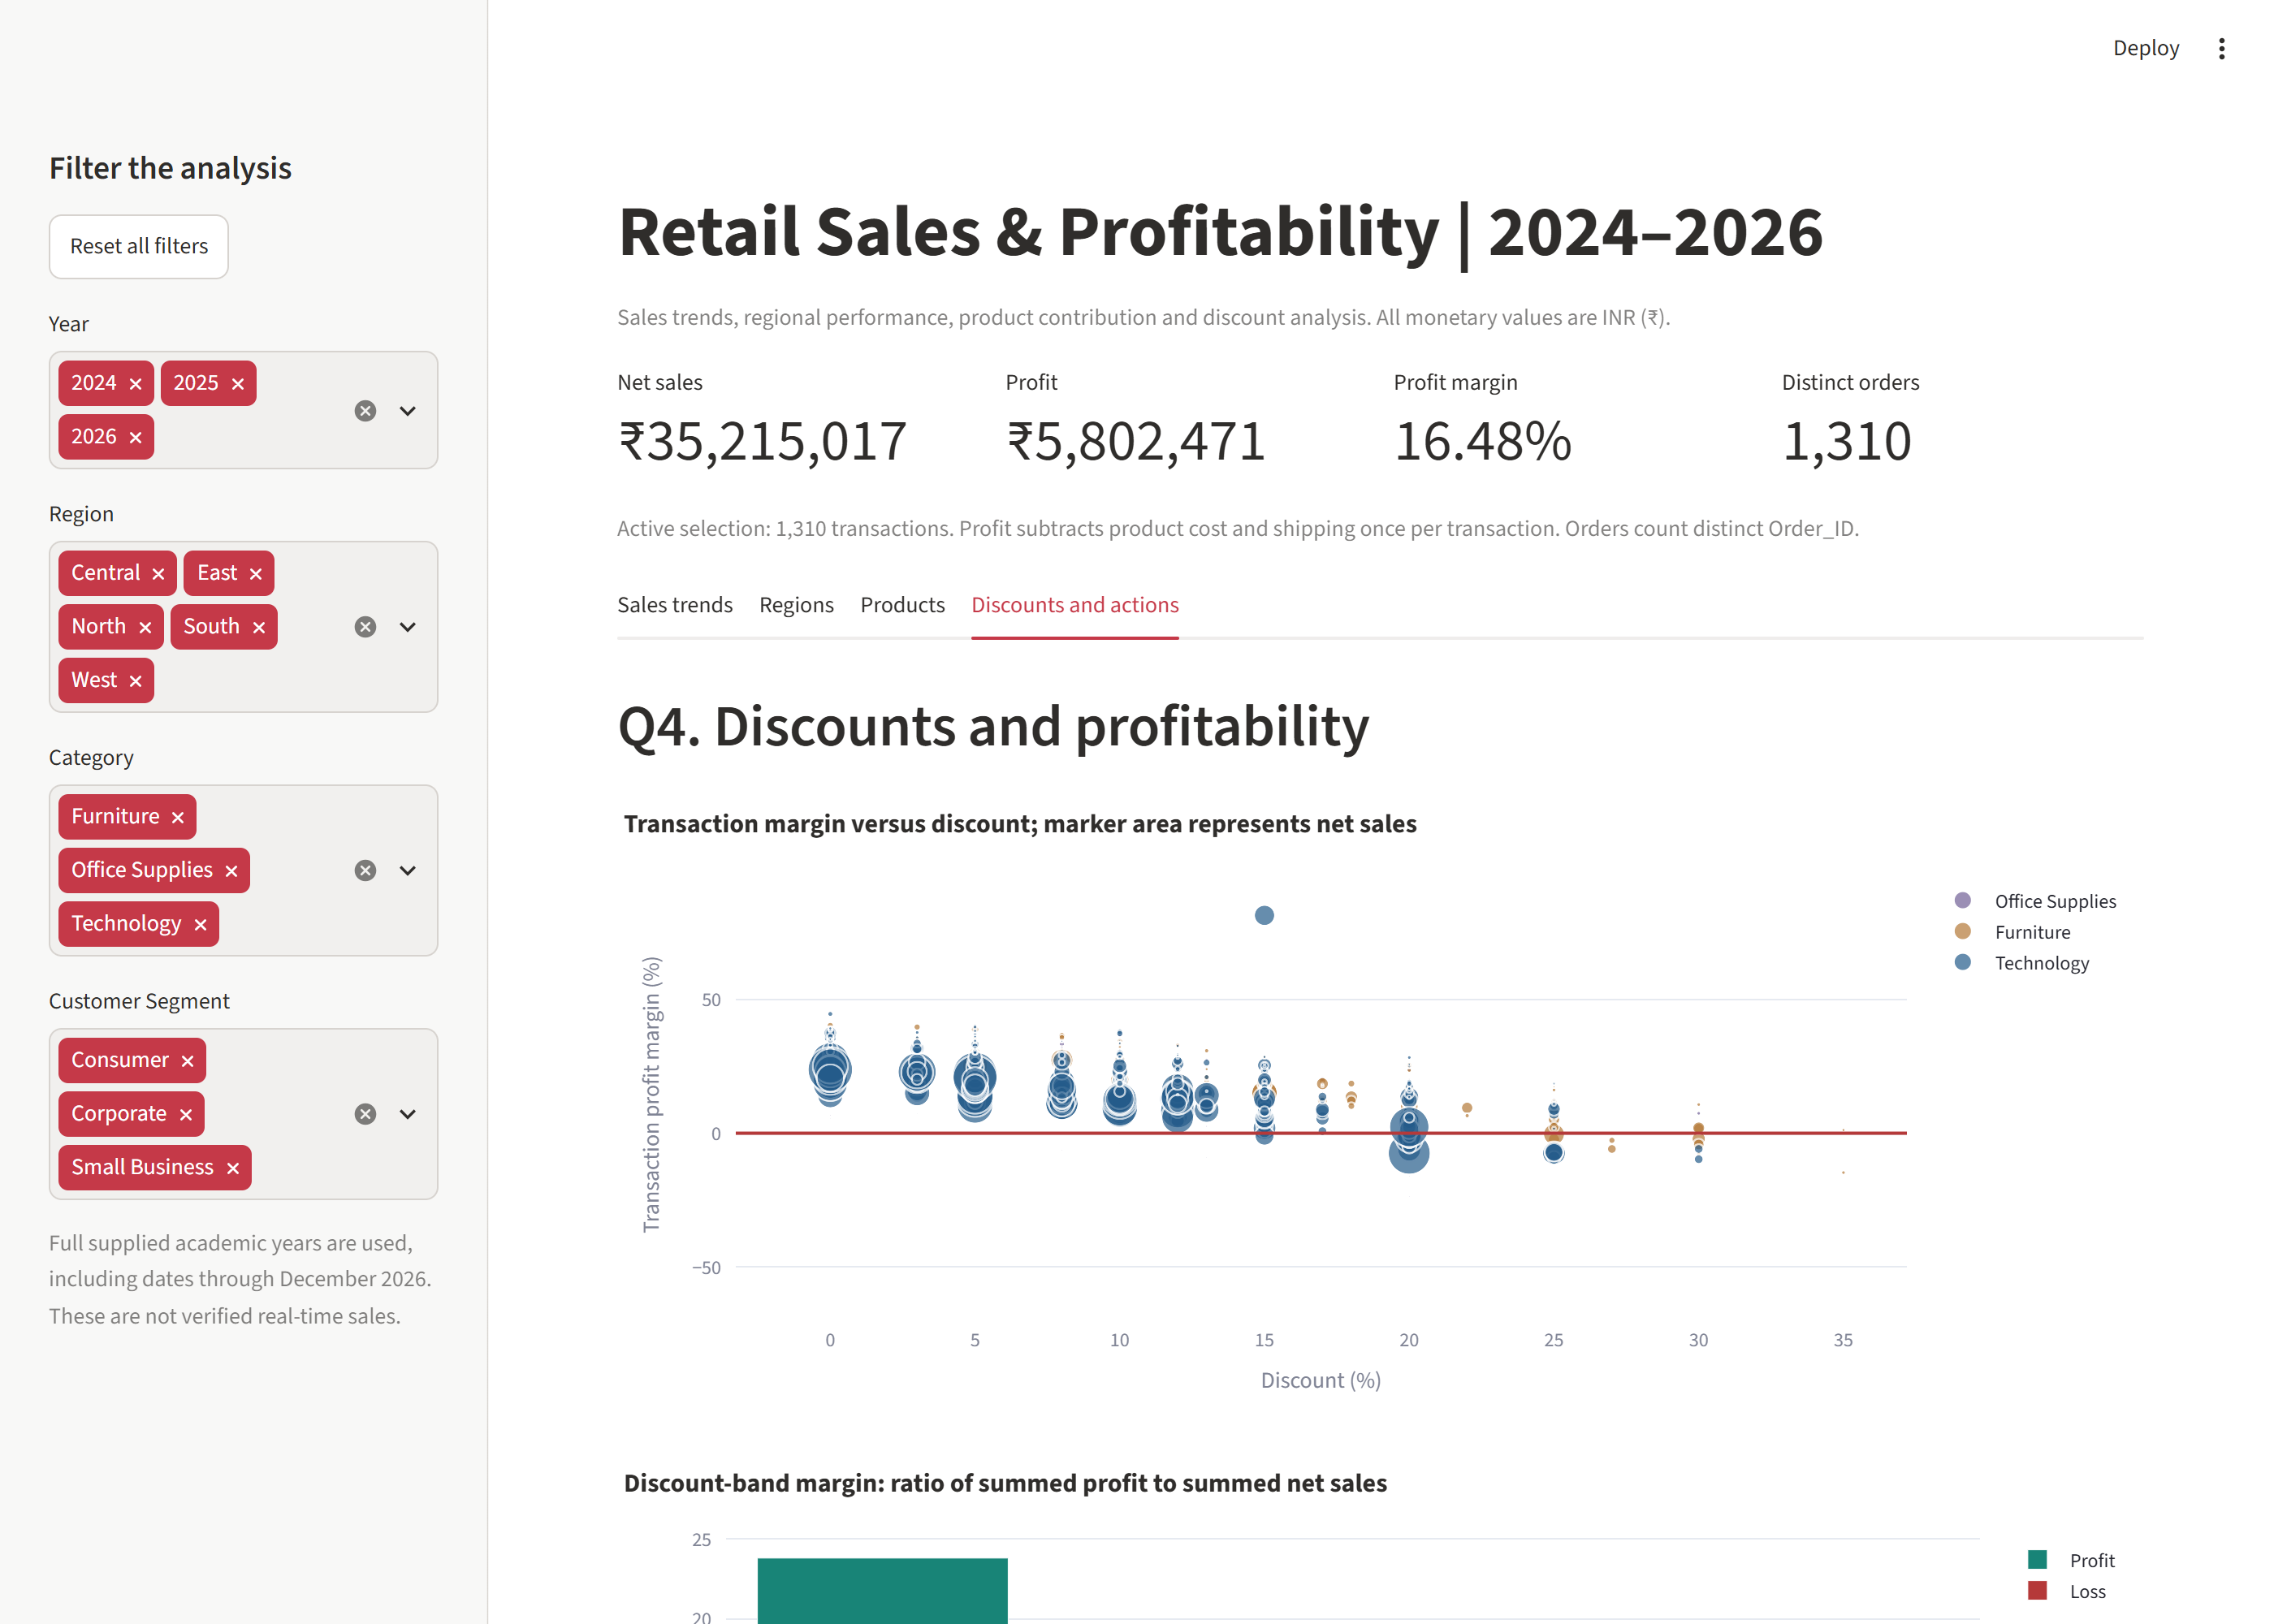 Deploy
Filter the analysis
Reset all filters
Year
2024 2025
2026
Region
Central East
North South
West
Category
Furniture
Office Supplies
Technology
Customer Segment
Consumer
Corporate
Small Business
Full supplied academic years are used,
including dates through December 2026.
These are not verified real-time sales.
Retail Sales & Profitability | 2024–2026
Sales trends, regional performance, product contribution and discount analysis. All monetary values are INR (₹).
Net sales Profit Profit margin Distinct orders
₹35,215,017 ₹5,802,471 16.48% 1,310
Active selection: 1,310 transactions. Profit subtracts product cost and shipping once per transaction. Orders count distinct Order_ID.
Sales trends Regions Products Discounts and actions
Q4. Discounts and profitability
Transaction margin versus discount; marker area represents net sales
Office Supplies
Furniture
Technology
Transaction profit margin (%)
50
0
−50
0 5 10 15 20 25 30 35
Discount (%)
Discount-band margin: ratio of summed profit to summed net sales
25
20
Profit
Loss